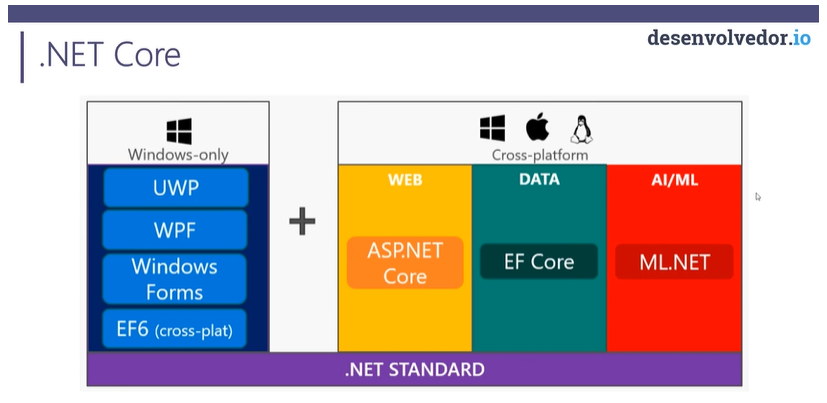 .NET Core
desenvolvedor.io
Windows-only
UWP
WPF
Windows
Forms
EF6 (cross-plat)
+
Cross-platform
WEB
ASP.NET
Core
DATA
EF Core
AI/ML
ML.NET
.NET STANDARD